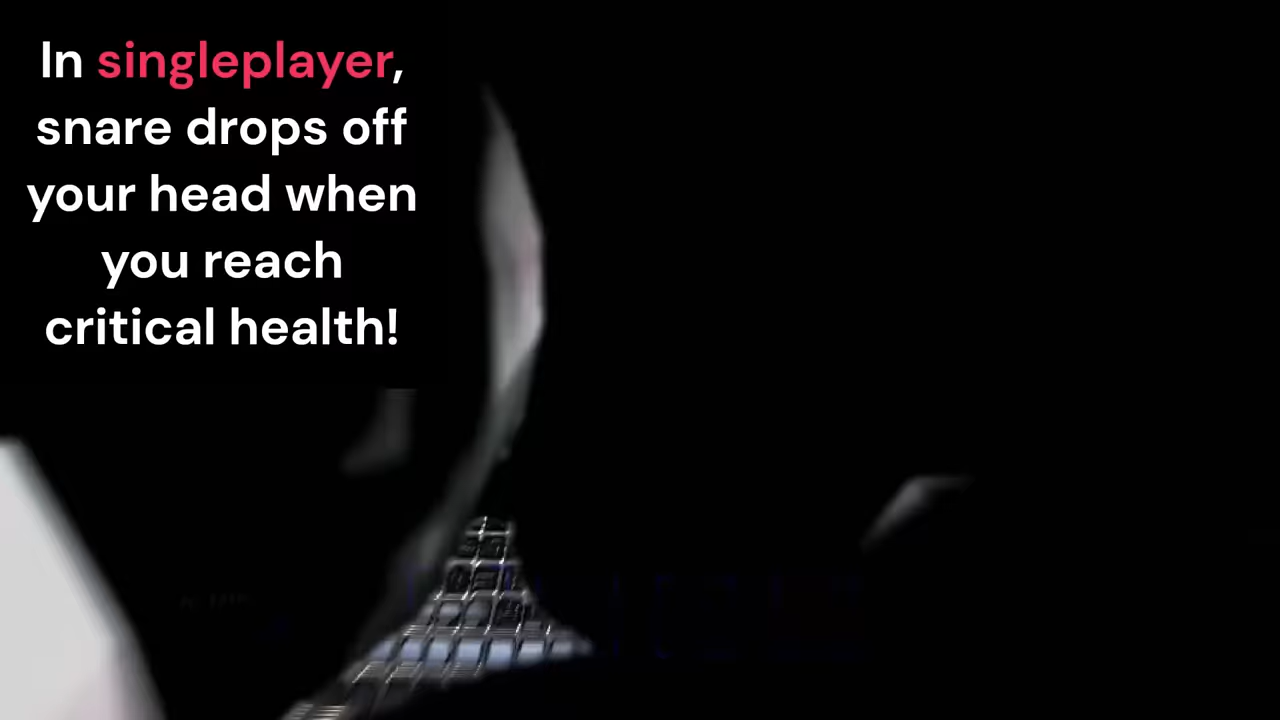 In singleplayer,
snare drops off
your head when
you reach
critical health!